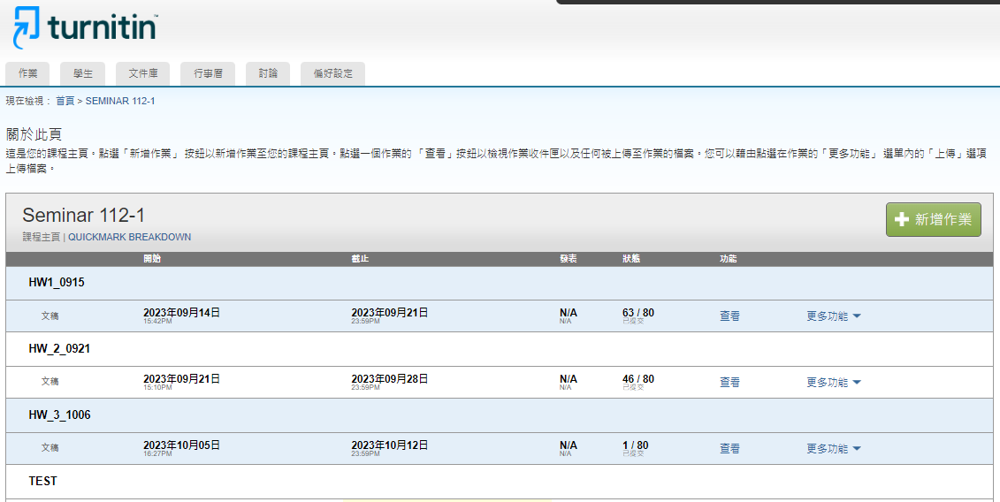 turnitin™
作業 學生 文件庫 行事曆 討論 偏好設定
現在檢視： 首頁 > SEMINAR 112-1
關於此頁
這是您的課程主頁。點選「新增作業」 按鈕以新增作業至您的課程主頁。點選一個作業的 「查看」按鈕以檢視作業收件匣以及任何被上傳至作業的檔案。您可以藉由點選在作業的「更多功能」 選單內的「上傳」選項
上傳檔案。
Seminar 112-1
新增作業
課程主頁 | QUICKMARK BREAKDOWN
開始 截止 發表 狀態 功能
HW1_0915
文稿 2023年09月14日 2023年09月21日 N/A 63 / 80 查看 更多功能
15:42PM 23:59PM N/A 已提交
HW_2_0921
文稿 2023年09月21日 2023年09月28日 N/A 46 / 80 查看 更多功能
15:10PM 23:59PM N/A 已提交
HW_3_1006
文稿 2023年10月05日 2023年10月12日 N/A 1 / 80 查看 更多功能
16:27PM 23:59PM N/A 已提交
TEST